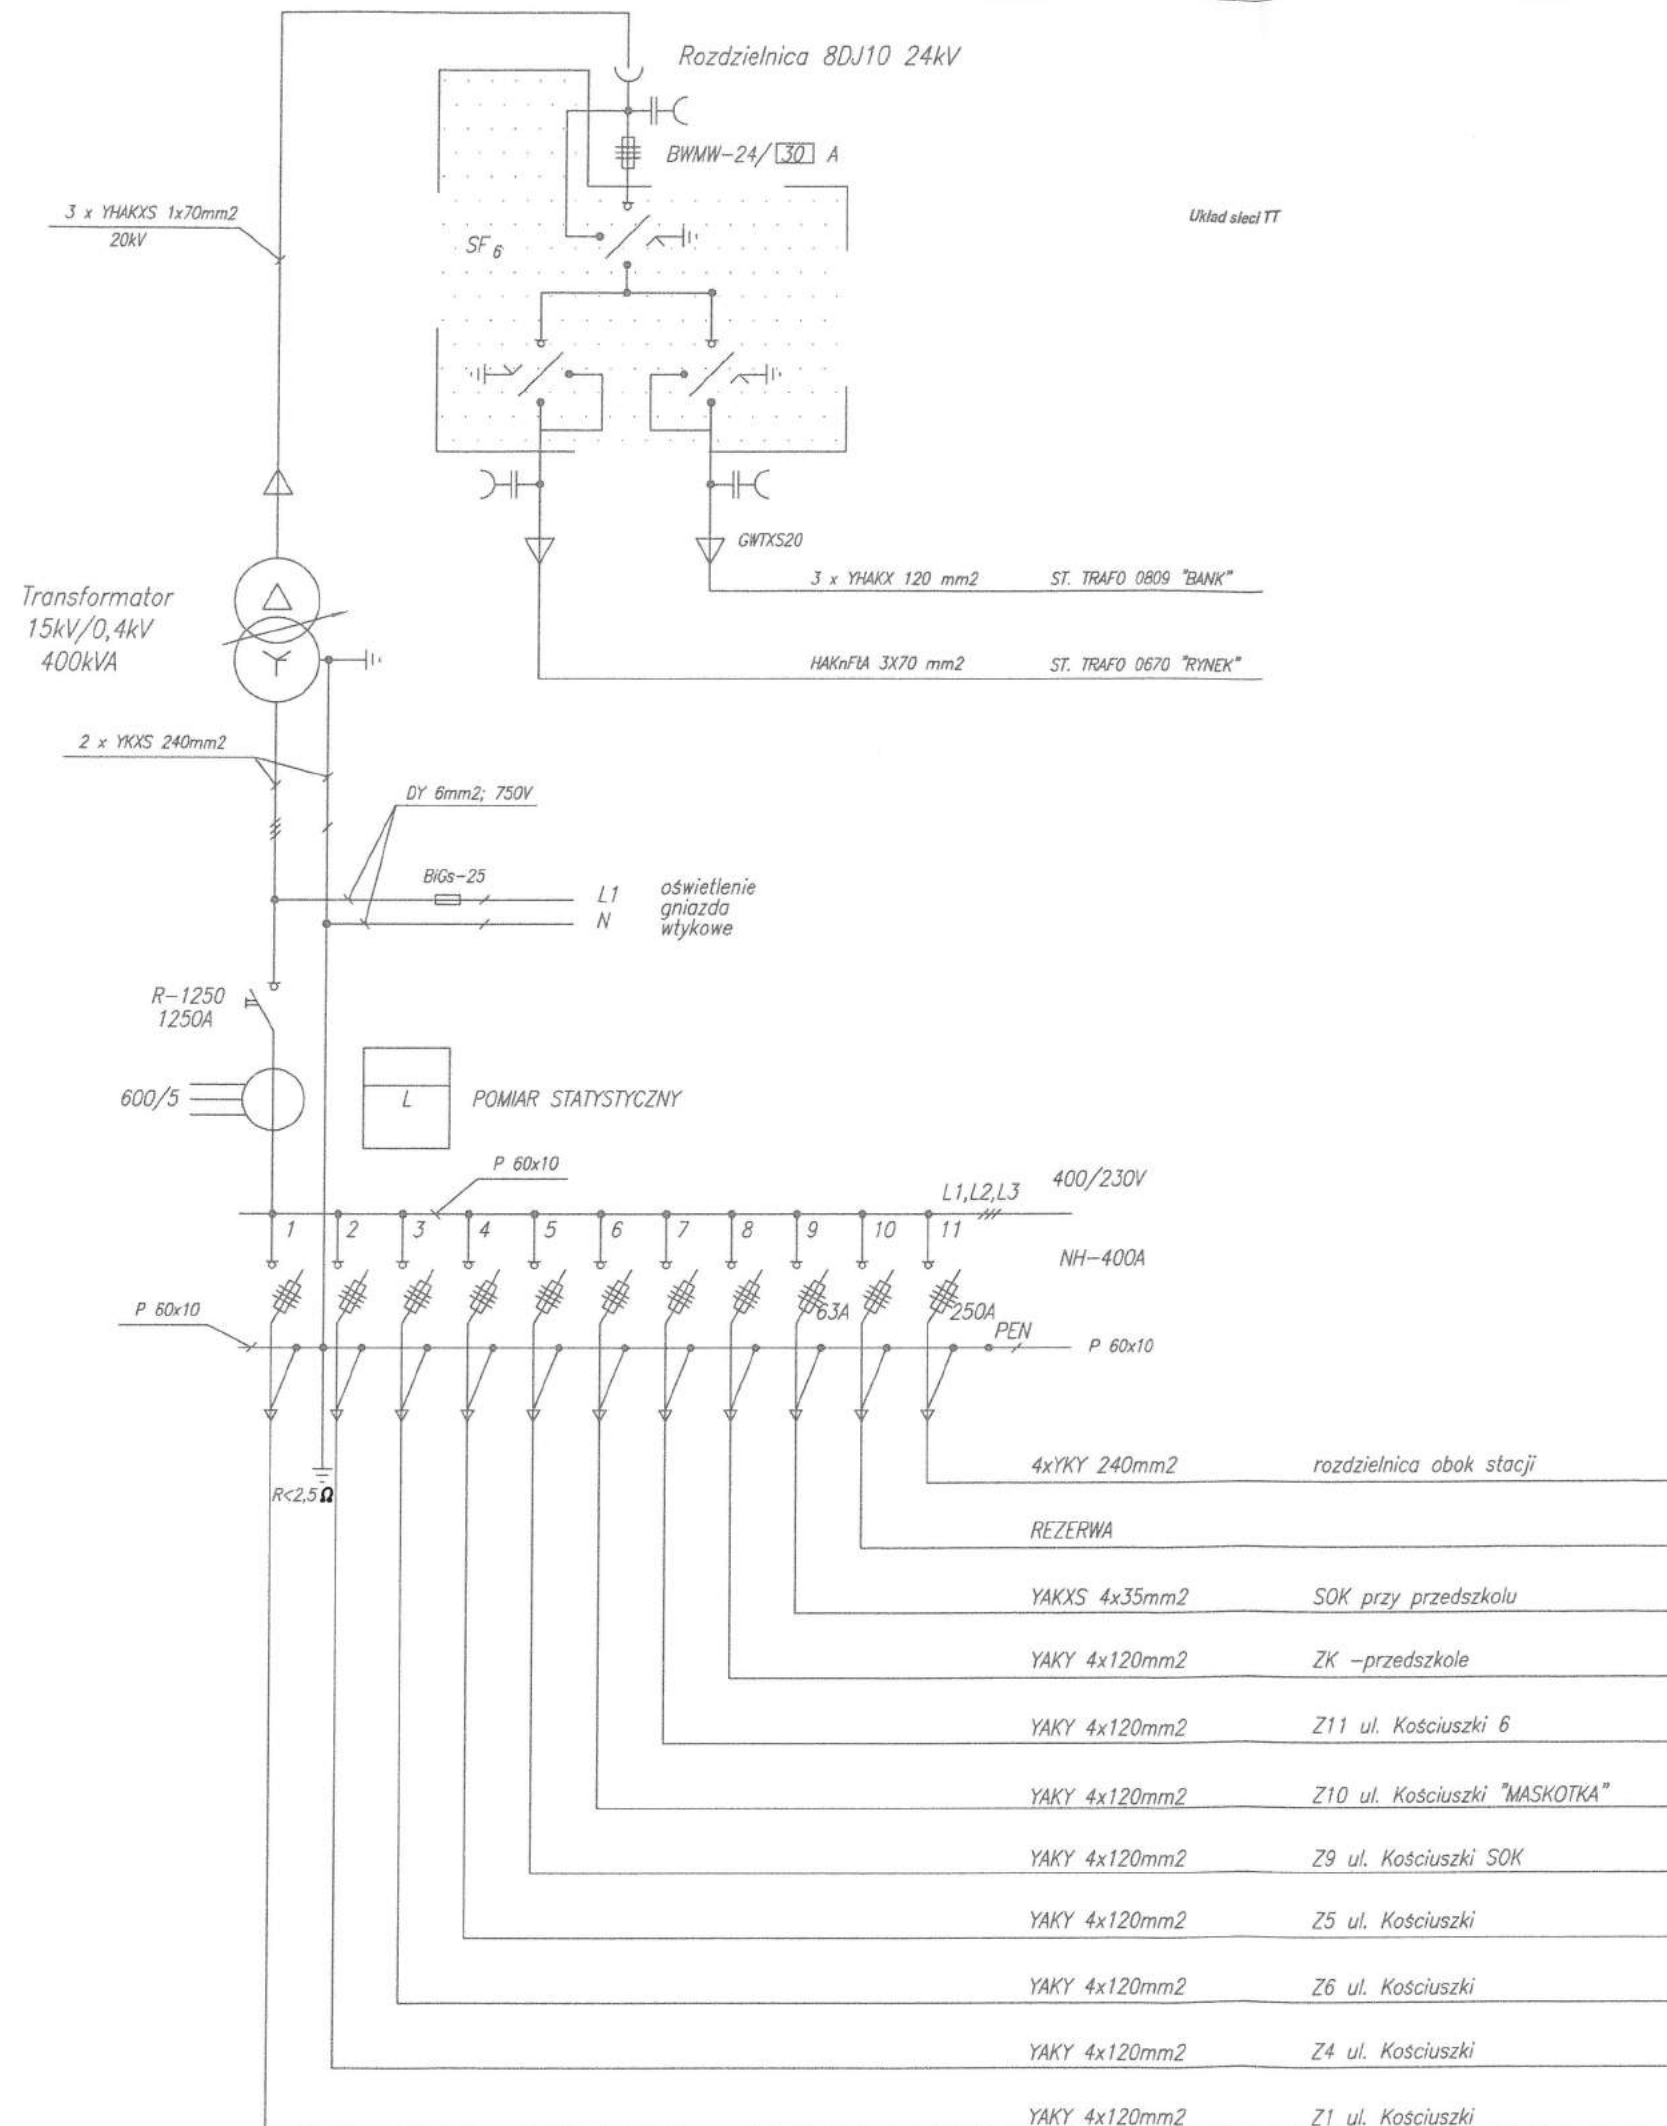 Rozdzielnica 8DJ10 24kV
BWMW-24/30 A
3 x YHAKXS 1x70mm2
20kV
Układ sieci TT
SF6
GWTXS20
3 x YHAKX 120 mm2 ST. TRAFO 0809 "BANK"
HAKnFtA 3X70 mm2 ST. TRAFO 0670 "RYNEK"
Transformator
15kV/0,4kV
400kVA
2 x YKXS 240mm2
DY 6mm2; 750V
BiGs-25
L1
N
oświetlenie
gniazda
wtykowe
R-1250
1250A
600/5
L
POMIAR STATYSTYCZNY
P 60x10
400/230V
L1,L2,L3
1 2 3 4 5 6 7 8 9 10 11
NH-400A
63A
250A
P 60x10
PEN
P 60x10
R<2,5Ω
4xYKY 240mm2 rozdzielnica obok stacji
REZERWA
YAKXS 4x35mm2 SOK przy przedszkolu
YAKY 4x120mm2 ZK -przedszkole
YAKY 4x120mm2 Z11 ul. Kościuszki 6
YAKY 4x120mm2 Z10 ul. Kościuszki "MASKOTKA"
YAKY 4x120mm2 Z9 ul. Kościuszki SOK
YAKY 4x120mm2 Z5 ul. Kościuszki
YAKY 4x120mm2 Z6 ul. Kościuszki
YAKY 4x120mm2 Z4 ul. Kościuszki
YAKY 4x120mm2 Z1 ul. Kościuszki